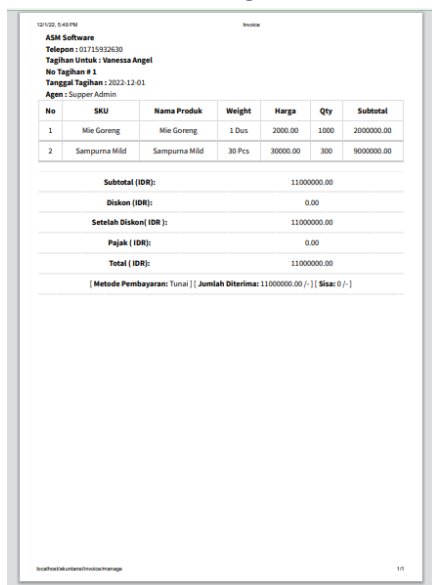 12/1/22, 5:49 PM Invoice
ASM Software
Telepon : 01715932630
Tagihan Untuk : Vanessa Angel
No Tagihan # 1
Tanggal Tagihan : 2022-12-01
Agen : Supper Admin
No SKU Nama Produk Weight Harga Qty Subtotal
1 Mie Goreng Mie Goreng 1 Dus 2000.00 1000 2000000.00
2 Sampurna Mild Sampurna Mild 30 Pcs 30000.00 300 9000000.00
Subtotal (IDR): 11000000.00
Diskon (IDR): 0.00
Setelah Diskon( IDR ): 11000000.00
Pajak ( IDR): 0.00
Total ( IDR): 11000000.00
[ Metode Pembayaran: Tunai ] [ Jumlah Diterima: 11000000.00 /- ] [ Sisa: 0 /- ]
localhost/akuntansi/invoice/manage 1/1